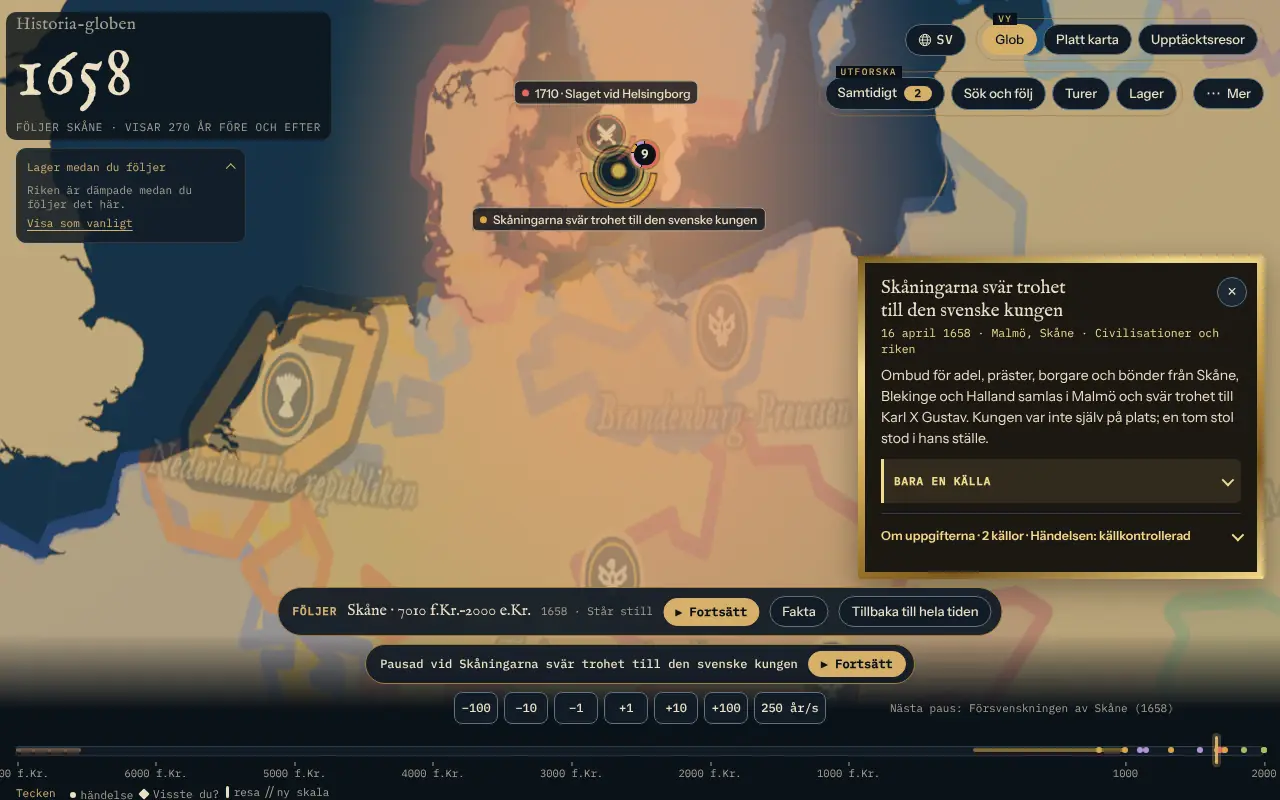 Historia-globen
1658
FÖLJER SKÅNE · VISAR 270 ÅR FÖRE OCH EFTER
Lager medan du följer
Riken är dämpade medan du
följer det här.
Visa som vanligt
SV
VY
Glob
Platt karta
Upptäcktsresor
UTFORSKA
Samtidigt 2
Sök och följ
Turer
Lager
··· Mer
1710 · Slaget vid Helsingborg
9
Skåningarna svär trohet till den svenske kungen
Nederlandska republiken
Brandenburg-Preussen
Skåningarna svär trohet
till den svenske kungen
×
16 april 1658 · Malmö, Skåne · Civilisationer och
riken
Ombud för adel, präster, borgare och bönder från Skåne,
Blekinge och Halland samlas i Malmö och svär trohet till
Karl X Gustav. Kungen var inte själv på plats; en tom stol
stod i hans ställe.
BARA EN KÄLLA
Om uppgifterna · 2 källor · Händelsen: källkontrollerad
FÖLJER Skåne · 7010 f.Kr.–2000 e.Kr. 1658 · Står still ▶ Fortsätt Fakta Tillbaka till hela tiden
Pausad vid Skåningarna svär trohet till den svenske kungen ▶ Fortsätt
−100 −10 −1 +1 +10 +100 250 år/s
Nästa paus: Försvenskningen av Skåne (1658)
00 f.Kr. 6000 f.Kr. 5000 f.Kr. 4000 f.Kr. 3000 f.Kr. 2000 f.Kr. 1000 f.Kr. 1000 2000
Tecken händelse Visste du? resa // ny skala